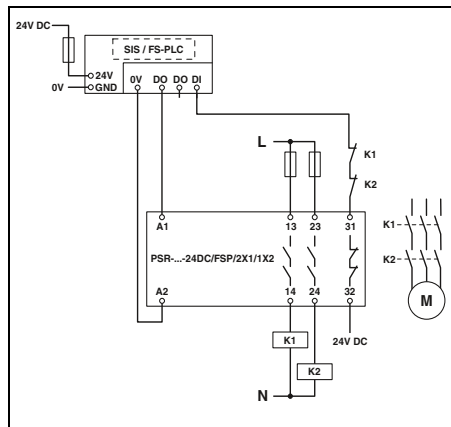 24V DC
SIS / FS-PLC
24V
0V GND
0V DO DO DI
L
K1
K2
A1 13 23 31
PSR-...-24DC/FSP/2X1/1X2
K1
K2
A2 14 24 32
M
K1
24V DC
K2
N